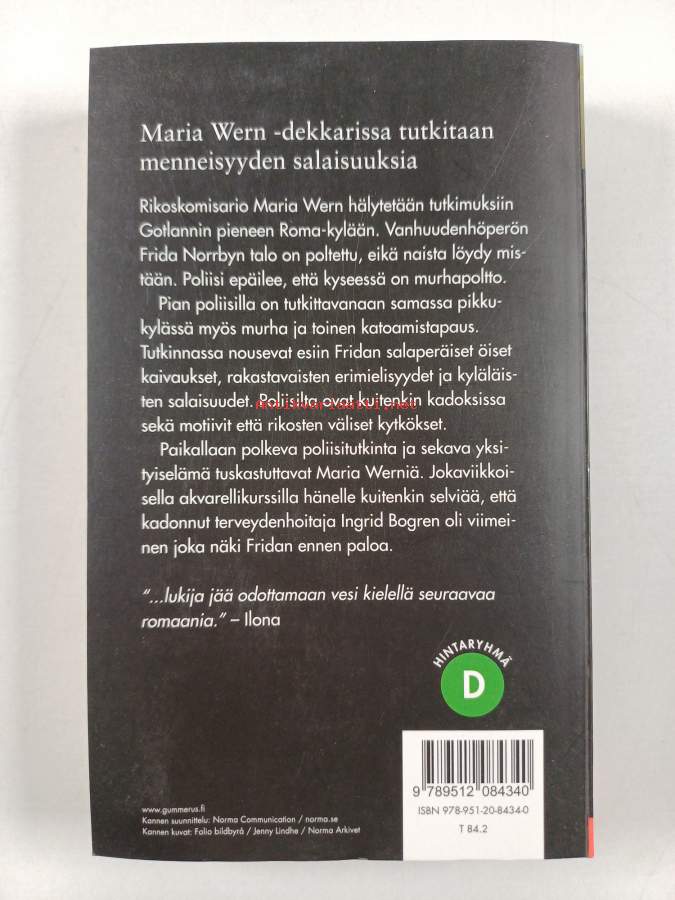 Maria Wern -dekkarissa tutkitaan
menneisyyden salaisuuksia
Rikoskomisario Maria Wern hälytetään tutkimuksiin
Gotlannin pieneen Roma-kylään. Vanhuudenhöperön
Frida Norrbyn talo on poltettu, eikä naista löydy mis-
tään. Poliisi epäilee, että kyseessä on murhapoltto.
Pian poliisilla on tutkittavanaan samassa pikku-
kylässä myös murha ja toinen katoamistapaus.
Tutkinnassa nousevat esiin Fridan salaperäiset öiset
kaivaukset, rakastavaisten erimielisyydet ja kyläläis-
ten salaisuudet. Poliisilta ovat kuitenkin kadoksissa
antikvariaatti.net
sekä motiivit että rikosten väliset kytkökset.
Paikallaan polkeva poliisitutkinta ja sekava yksi-
tyiselämä tuskastuttavat Maria Werniä. Jokaviikkoi-
sella akvarellikurssilla hänelle kuitenkin selviää, että
kadonnut terveydenhoitaja Ingrid Bogren oli viimei-
nen joka näki Fridan ennen paloa.
"...lukija jää odottamaan vesi kielellä seuraavaa
romaania." – Ilona
HINTARYHMÄ
D
9 789512 084340
ISBN 978-951-20-8434-0
T 84.2
www.gummerus.fi
Kannen suunnittelu: Norma Communication / norma.se
Kannen kuvat: Folio bildbyrå / Jenny Lindhe / Norma Arkivet